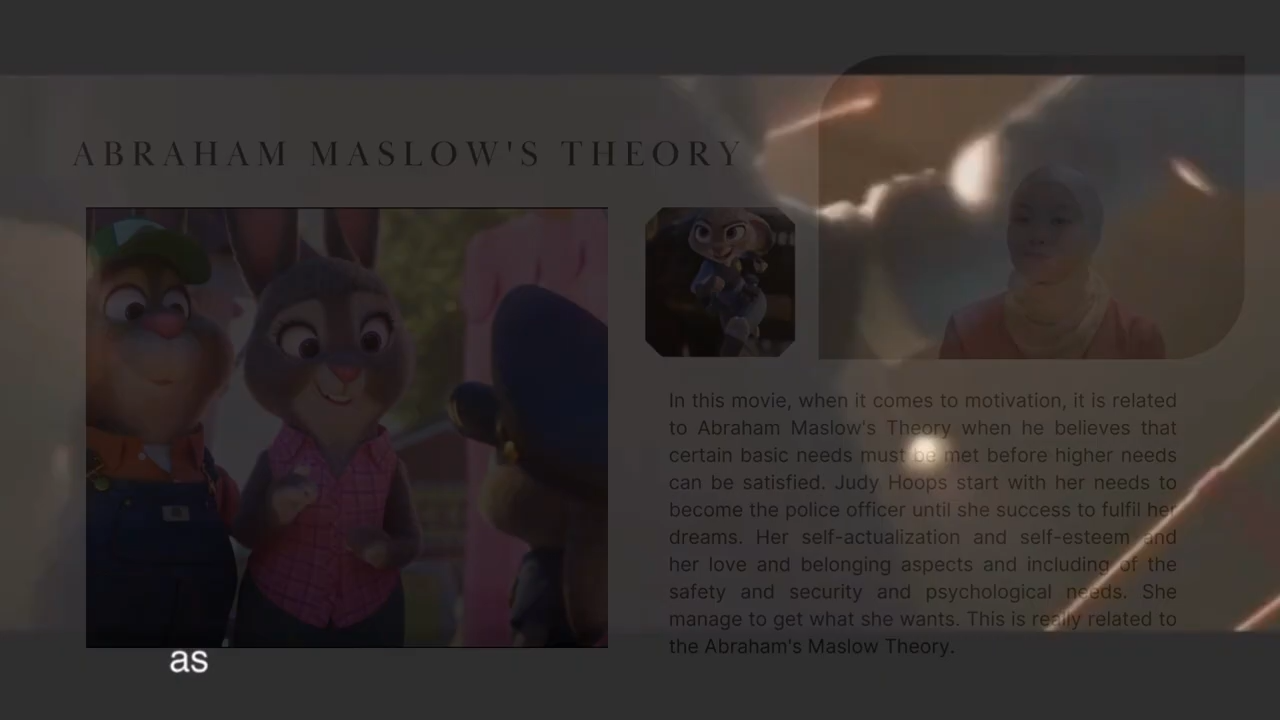 ABRAHAM MASLOW'S THEORY
In this movie, when it comes to motivation, it is related
to Abraham Maslow's Theory when he believes that
certain basic needs must be met before higher needs
can be satisfied. Judy Hoops start with her needs to
become the police officer until she success to fulfil her
dreams. Her self-actualization and self-esteem and
her love and belonging aspects and including of the
safety and security and psychological needs. She
manage to get what she wants. This is really related to
the Abraham's Maslow Theory.
as